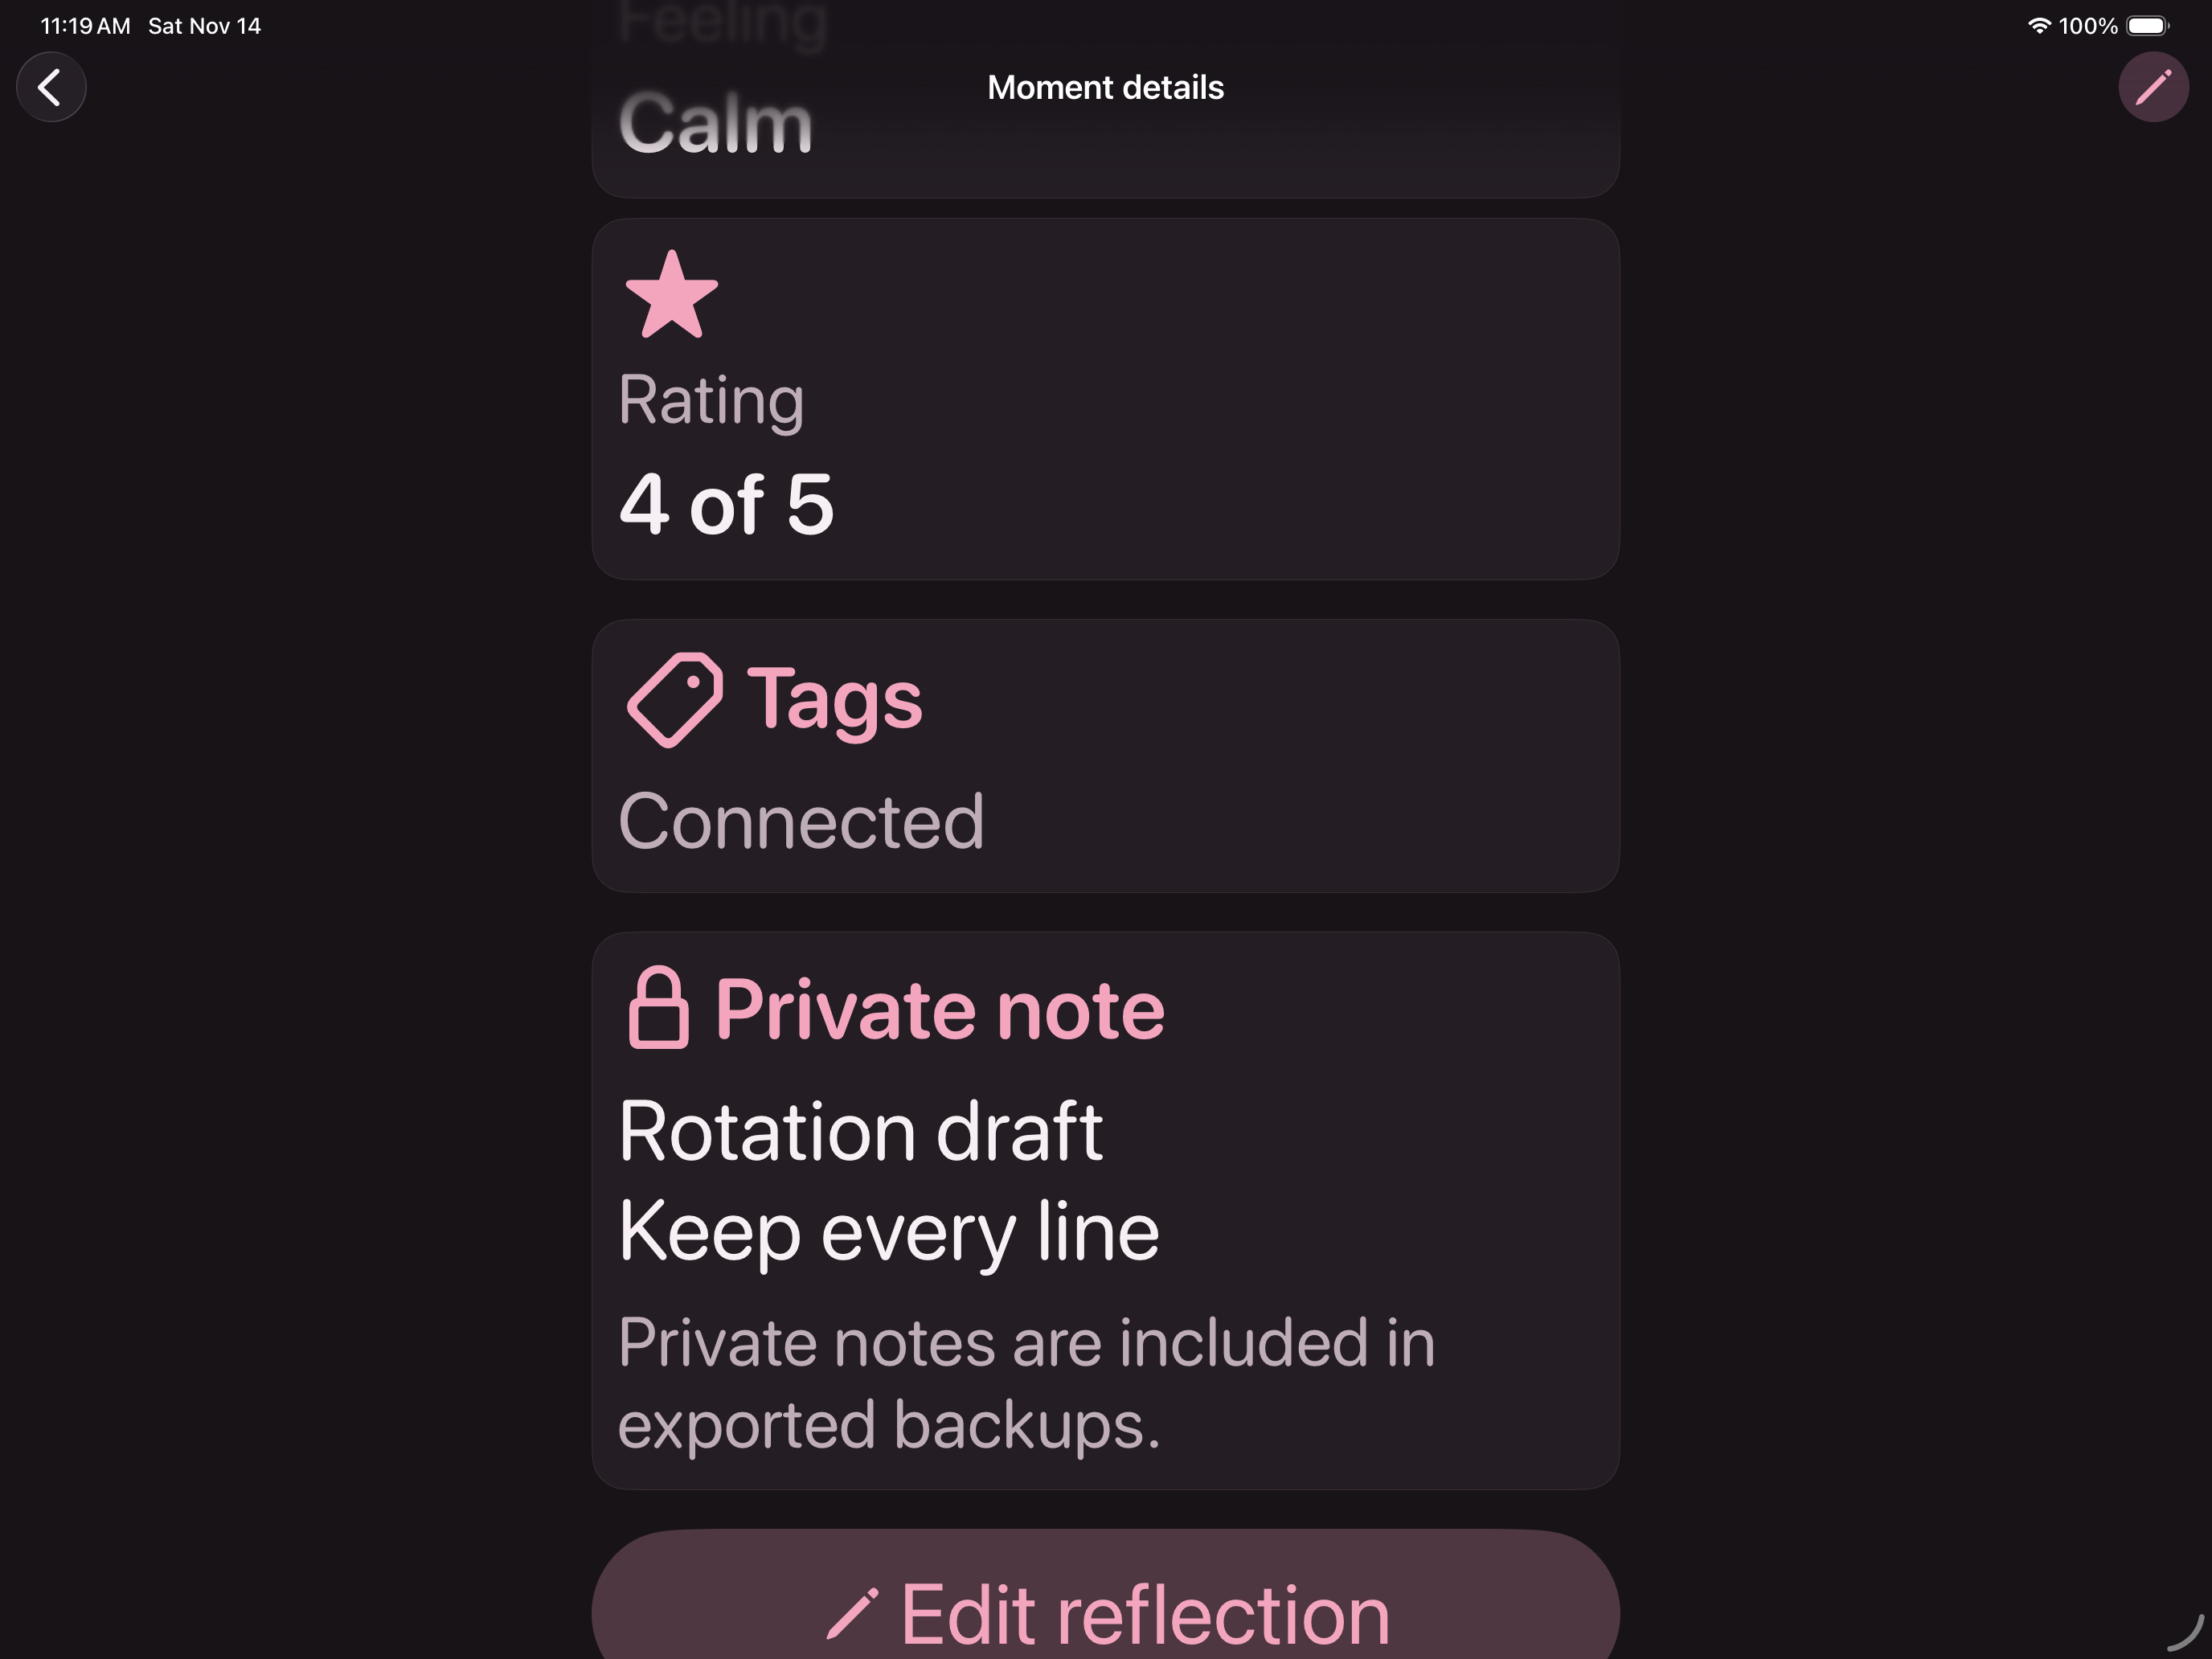 11:19 AM Sat Nov 14
100%
Feeling
Moment details
Calm
Rating
4 of 5
Tags
Connected
Private note
Rotation draft
Keep every line
Private notes are included in
exported backups.
Edit reflection